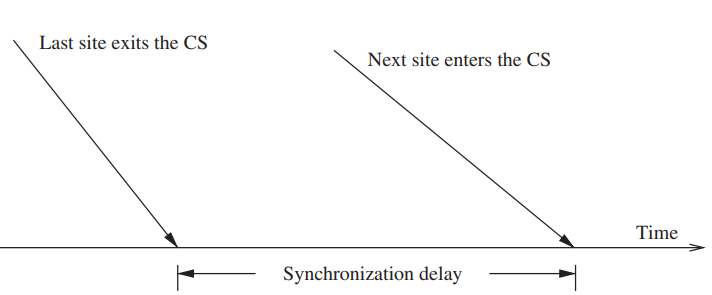 Last site exits the CS
Next site enters the CS
Time
Synchronization delay